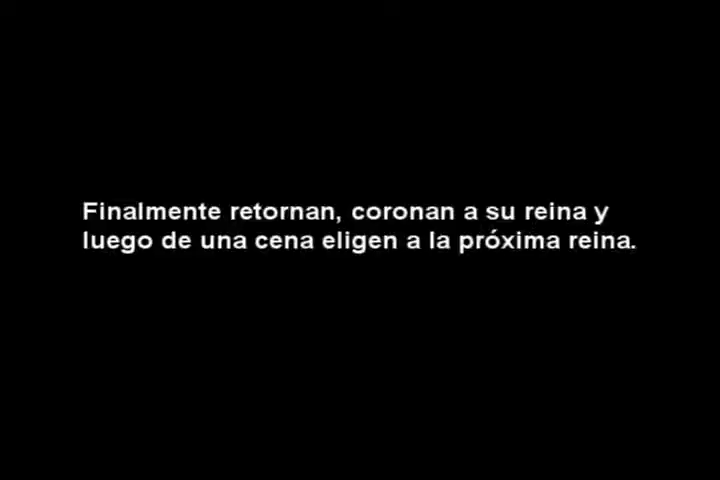 Finalmente retornan, coronan a su reina y
luego de una cena eligen a la próxima reina.